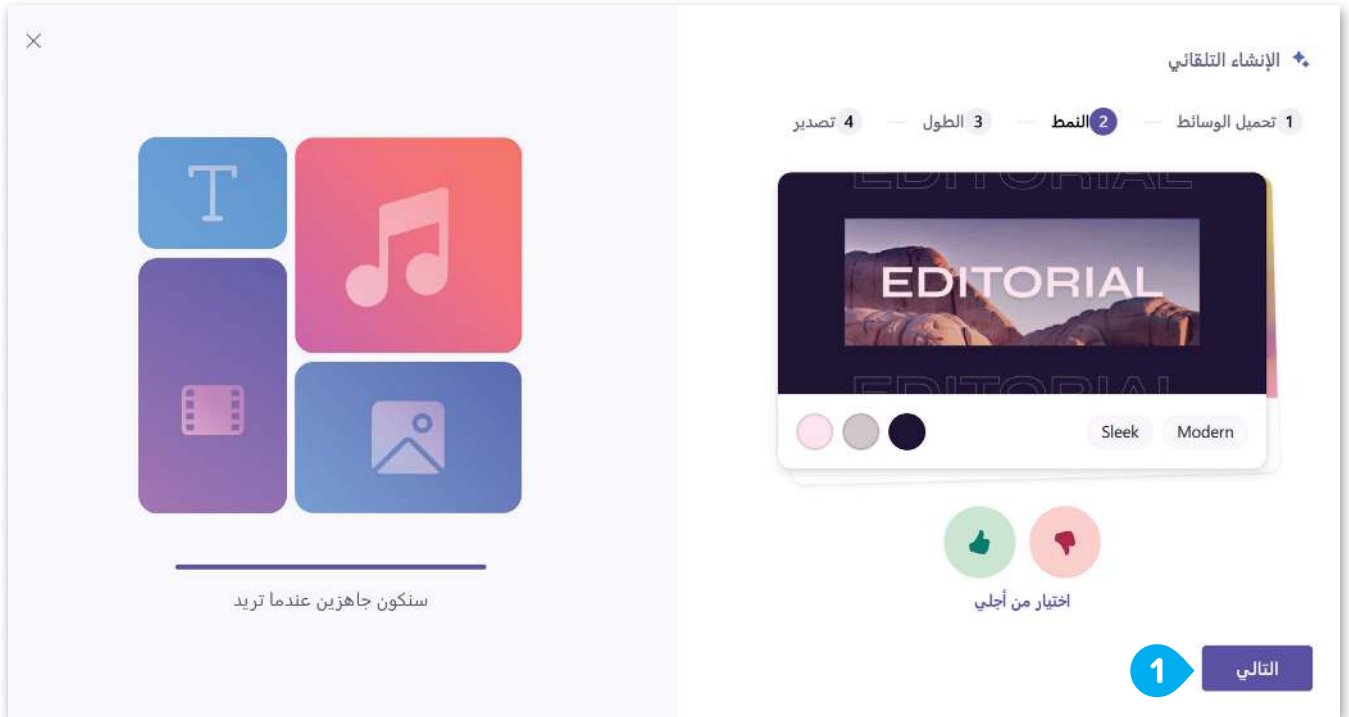 الإنشاء التلقائي
1 تحميل الوسائط — 2 النمط — 3 الطول — 4 تصدير
EDITORIAL
EDITORIAL
EDITORIAL
Sleek Modern
اختيار من أجلي
التالي
1
T
سنكون جاهزين عندما تريد